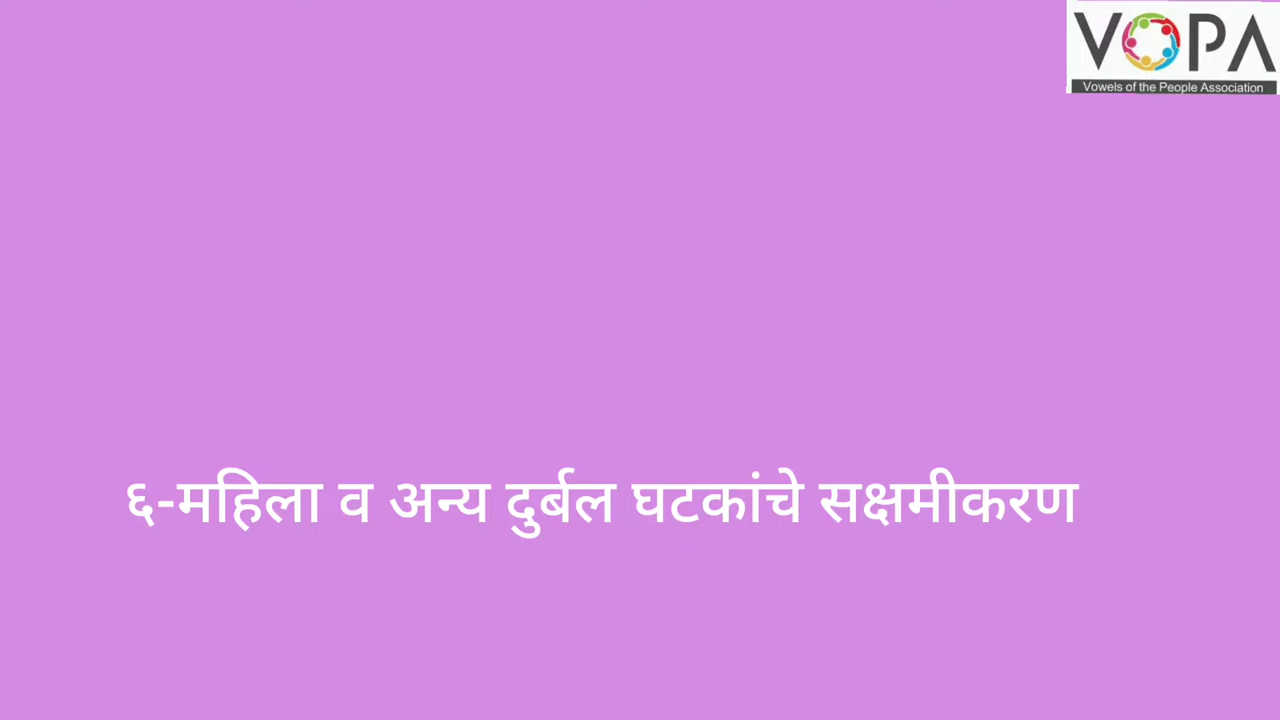 VOPA
Vowels of the People Association
६-महिला व अन्य दुर्बल घटकांचे सक्षमीकरण